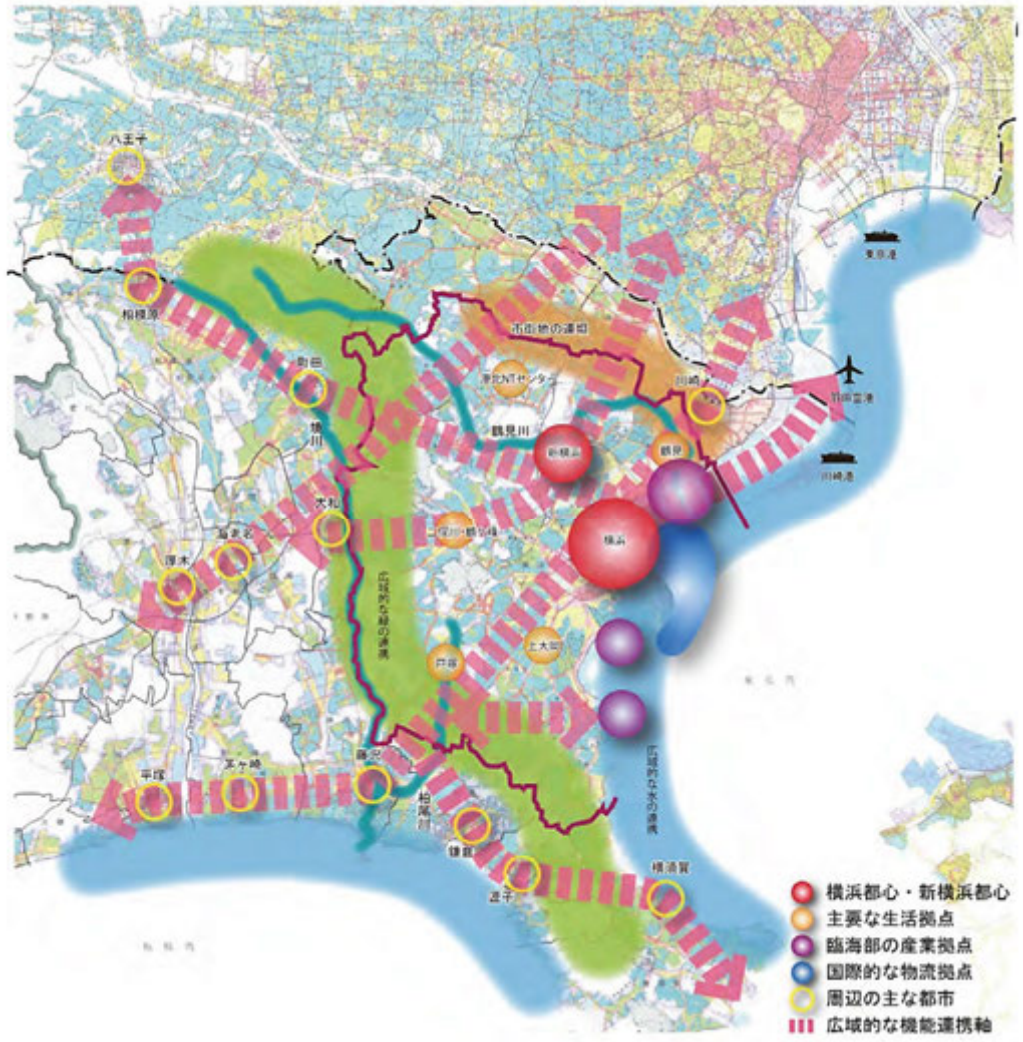 八王子
東京港
相模原
市街地の連坦
町田
港北NTセンター
川崎
羽田空港
境川
鶴見川
新横浜
鶴見
川崎港
大和
二俣川・鶴ヶ峰
横浜
海老名
厚木
広域的な緑の連携
上大岡
戸塚
藤沢
茅ヶ崎
平塚
広域的な水の連携
柏尾川
鎌倉
横須賀
逗子
横浜都心・新横浜都心
主要な生活拠点
臨海部の産業拠点
国際的な物流拠点
周辺の主な都市
広域的な機能連携軸